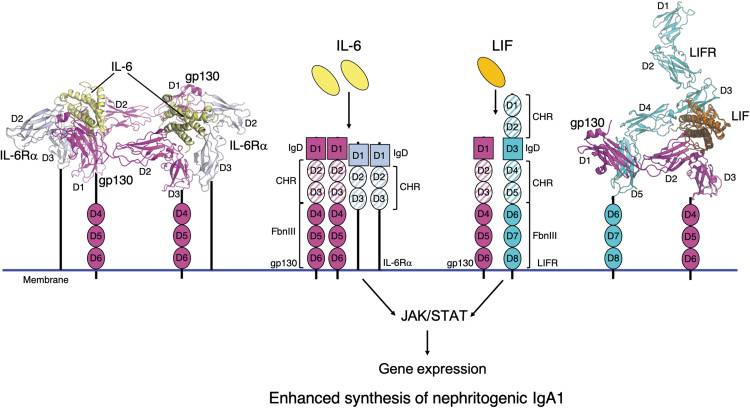 IL-6
gp130
D1
D2
D2
D2
IL-6Rα
D3
D1
gp130
D3
IL-6Rα
D3
D4
D5
D6
D4
D5
D6
Membrane
IL-6
IgD
D1
D1
D1
D1
IgD
CHR
D2
D2
D2
D2
CHR
D3
D3
D3
D3
FbnIII
D4
D4
D5
D5
gp130
D6
D6
IL-6Rα
LIF
D1
CHR
D2
D1
D3
IgD
D2
D4
CHR
D3
D5
D4
D6
D5
D7
FbnIII
gp130
D6
D8
LIFR
D1
LIFR
D2
D3
D4
LIF
gp130
D1
D5
D2
D3
D6
D7
D8
D4
D5
D6
JAK/STAT
Gene expression
Enhanced synthesis of nephritogenic IgA1